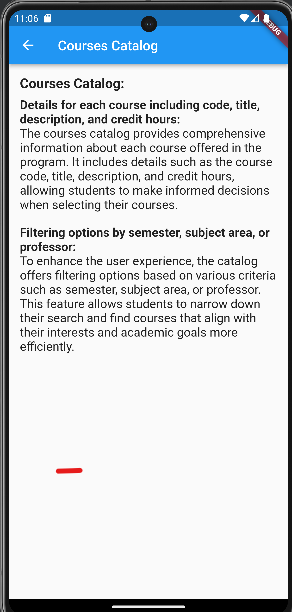 11:06
DEBUG
Courses Catalog
Courses Catalog:
Details for each course including code, title,
description, and credit hours:
The courses catalog provides comprehensive
information about each course offered in the
program. It includes details such as the course
code, title, description, and credit hours,
allowing students to make informed decisions
when selecting their courses.
Filtering options by semester, subject area, or
professor:
To enhance the user experience, the catalog
offers filtering options based on various criteria
such as semester, subject area, or professor.
This feature allows students to narrow down
their search and find courses that align with
their interests and academic goals more
efficiently.